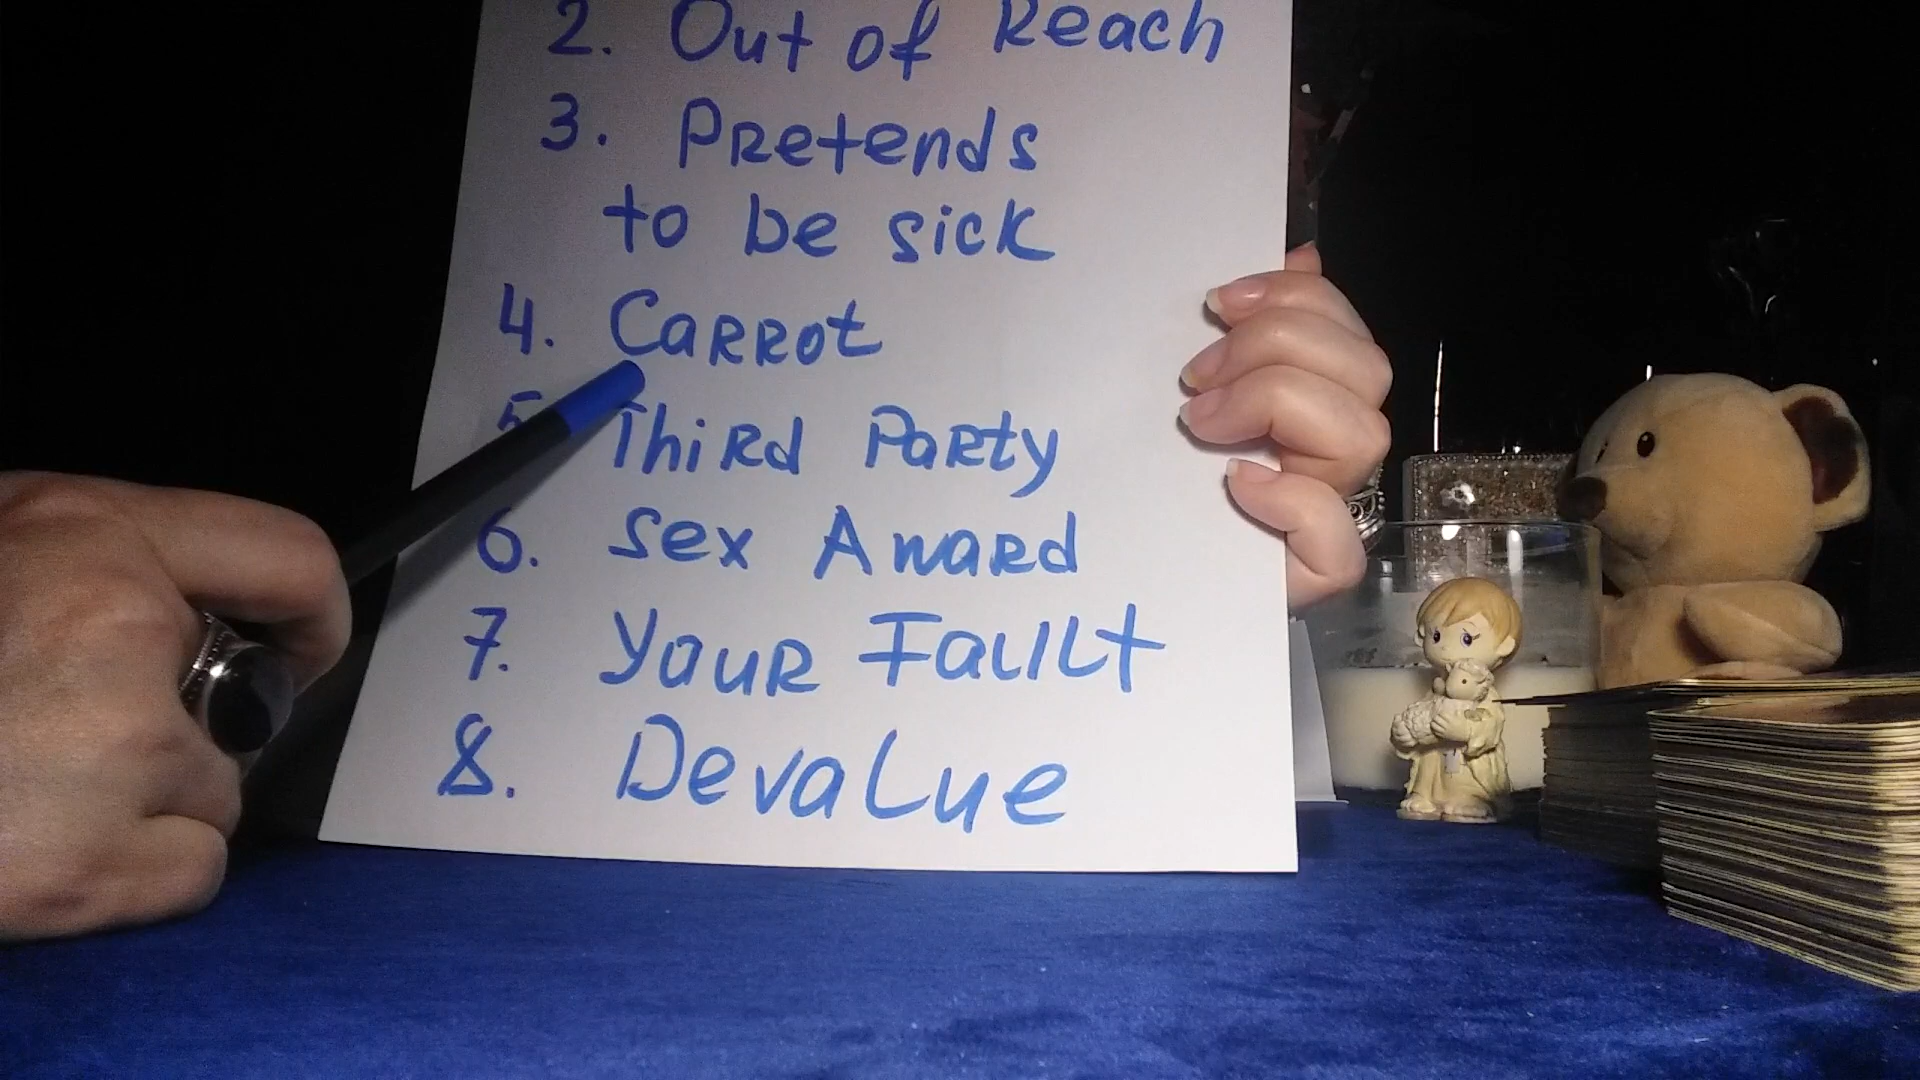 2. Out of Reach
3. Pretends
to be sick
4. Carrot
5. Third Party
6. Sex Award
7. Your Fault
8. Devalue